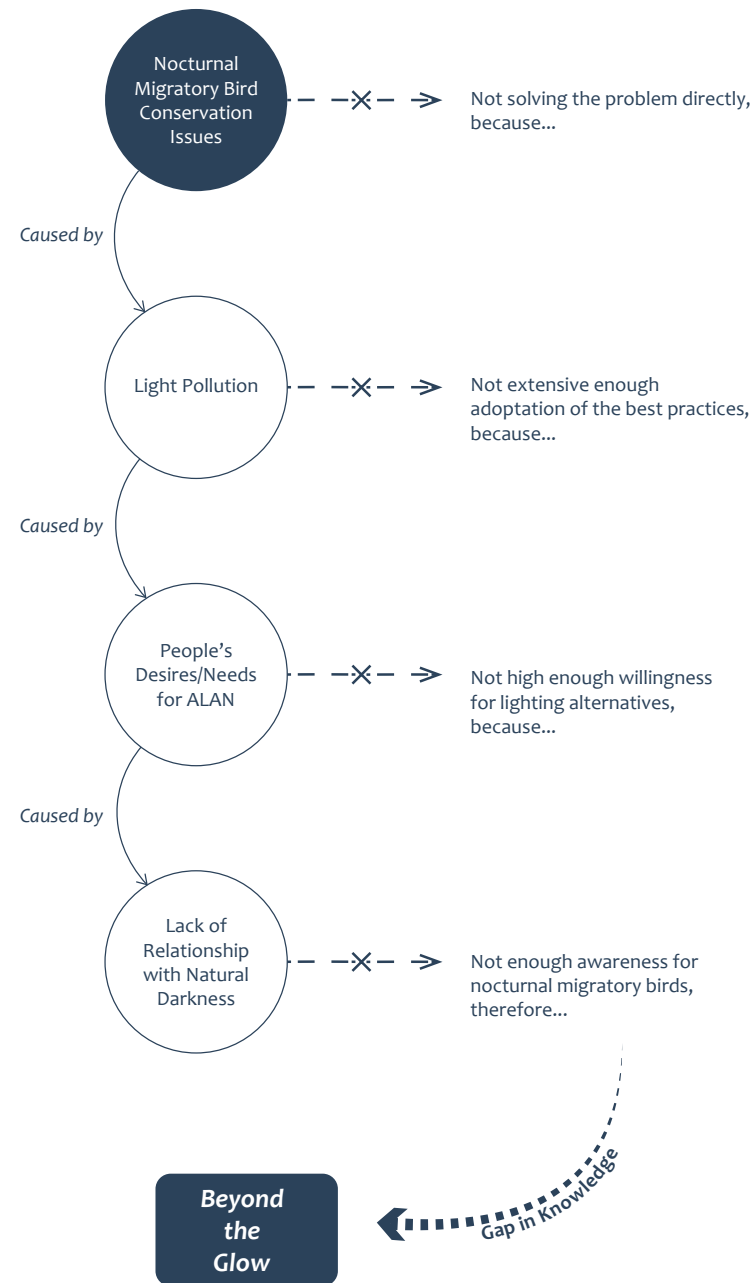 Nocturnal
Migratory Bird
Conservation
Issues
Not solving the problem directly,
because...
Caused by
Light Pollution
Not extensive enough
adoptation of the best practices,
because...
Caused by
People's
Desires/Needs
for ALAN
Not high enough willingness
for lighting alternatives,
because...
Caused by
Lack of
Relationship
with Natural
Darkness
Not enough awareness for
nocturnal migratory birds,
therefore...
Gap in Knowledge
Beyond
the
Glow